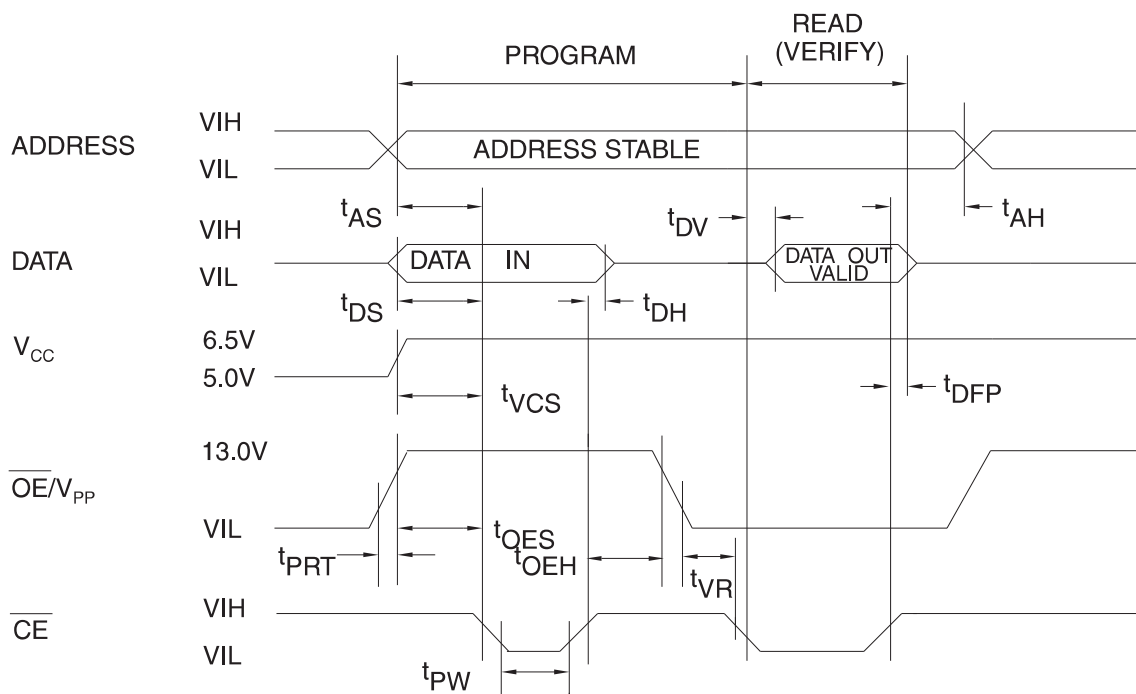 READ
(VERIFY)
PROGRAM
ADDRESS
VIH
VIL
ADDRESS STABLE
tAS
tDV
tAH
DATA
VIH
VIL
DATA IN
DATA OUT
VALID
tDS
tDH
VCC
6.5V
5.0V
tVCS
tDFP
OE/VPP
13.0V
VIL
tPRT
tOES
tOEH
tVR
CE
VIH
VIL
tPW